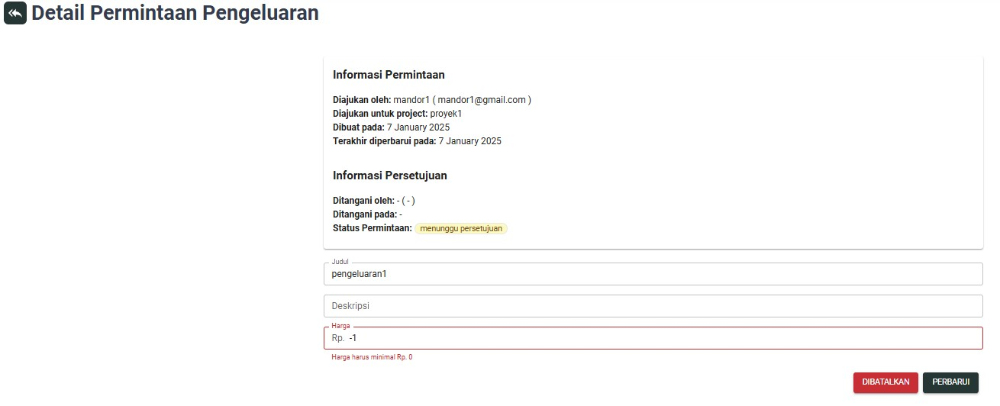 Detail Permintaan Pengeluaran
Informasi Permintaan
Diajukan oleh: mandor1 ( mandor1@gmail.com )
Diajukan untuk project: proyek1
Dibuat pada: 7 January 2025
Terakhir diperbarui pada: 7 January 2025
Informasi Persetujuan
Ditangani oleh: - ( - )
Ditangani pada: -
Status Permintaan: menunggu persetujuan
Judul
pengeluaran1
Deskripsi
Harga
Rp. -1
Harga harus minimal Rp. 0
DIBATALKAN PERBARUI